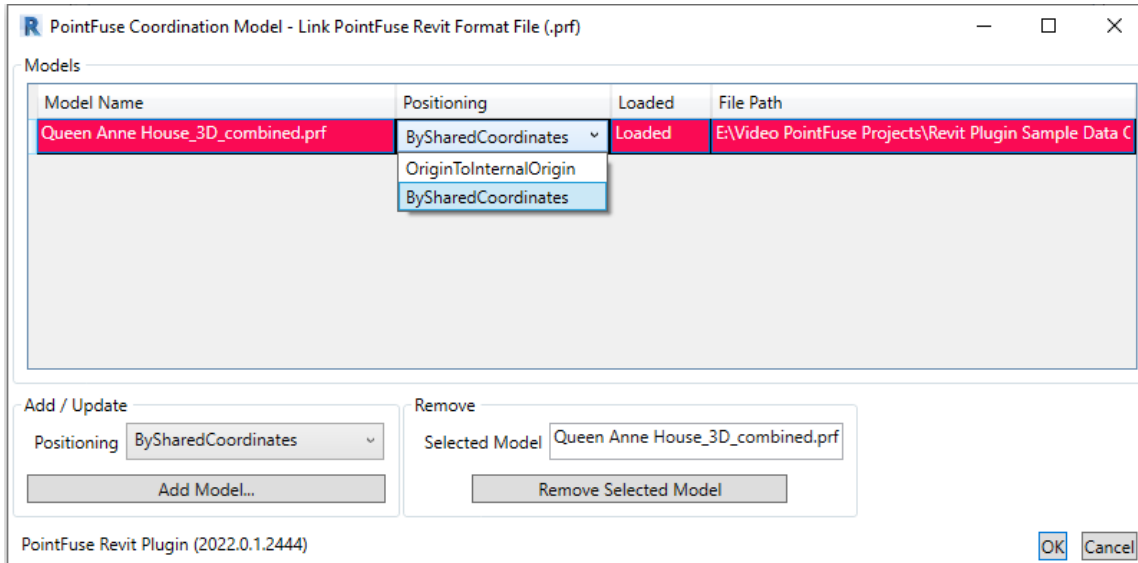 PointFuse Coordination Model - Link PointFuse Revit Format File (.prf)
Models
Model Name Positioning Loaded File Path
Queen Anne House_3D_combined.prf BySharedCoordinates Loaded E:\Video PointFuse Projects\Revit Plugin Sample Data C
OriginToInternalOrigin
BySharedCoordinates
Add / Update Remove
Positioning BySharedCoordinates Selected Model Queen Anne House_3D_combined.prf
Add Model... Remove Selected Model
PointFuse Revit Plugin (2022.0.1.2444) OK Cancel